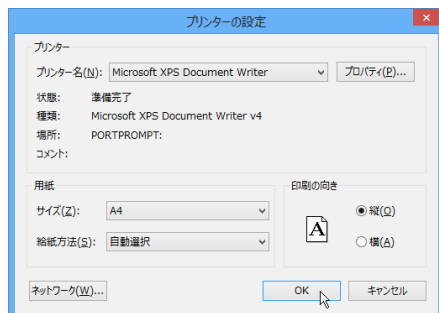 プリンターの設定
プリンター
プリンター名(N): Microsoft XPS Document Writer プロパティ(P)...
状態: 準備完了
種類: Microsoft XPS Document Writer v4
場所: PORTPROMPT:
コメント:
用紙
サイズ(Z): A4
給紙方法(S): 自動選択
印刷の向き
A
縦(O)
横(A)
ネットワーク(W)... OK キャンセル